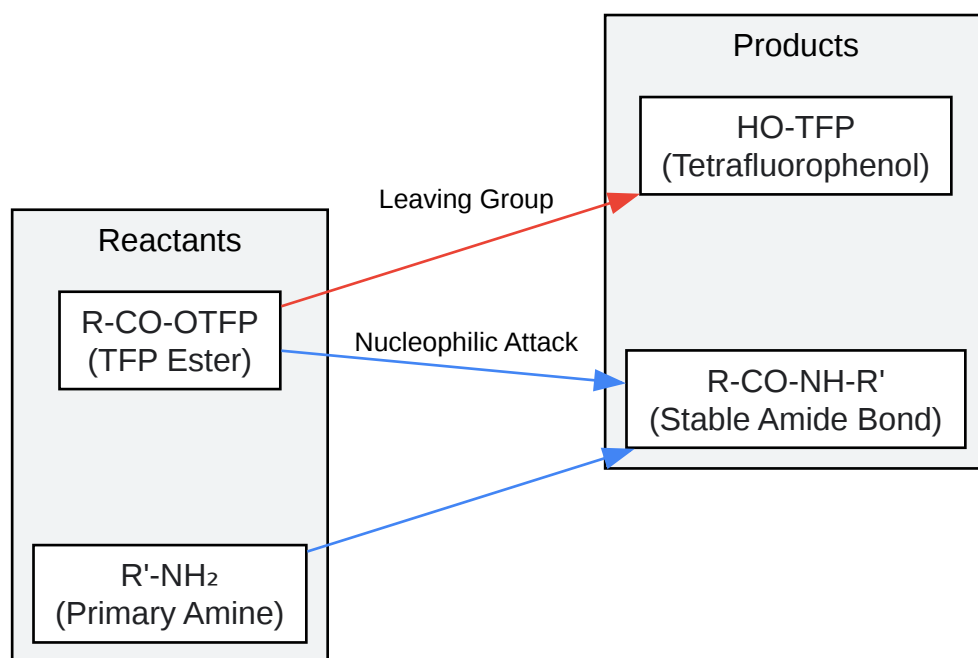 Products
HO-TFP
(Tetrafluorophenol)
Leaving Group
Reactants
R-CO-OTFP
(TFP Ester)
Nucleophilic Attack
R-CO-NH-R'
(Stable Amide Bond)
R'-NH₂
(Primary Amine)